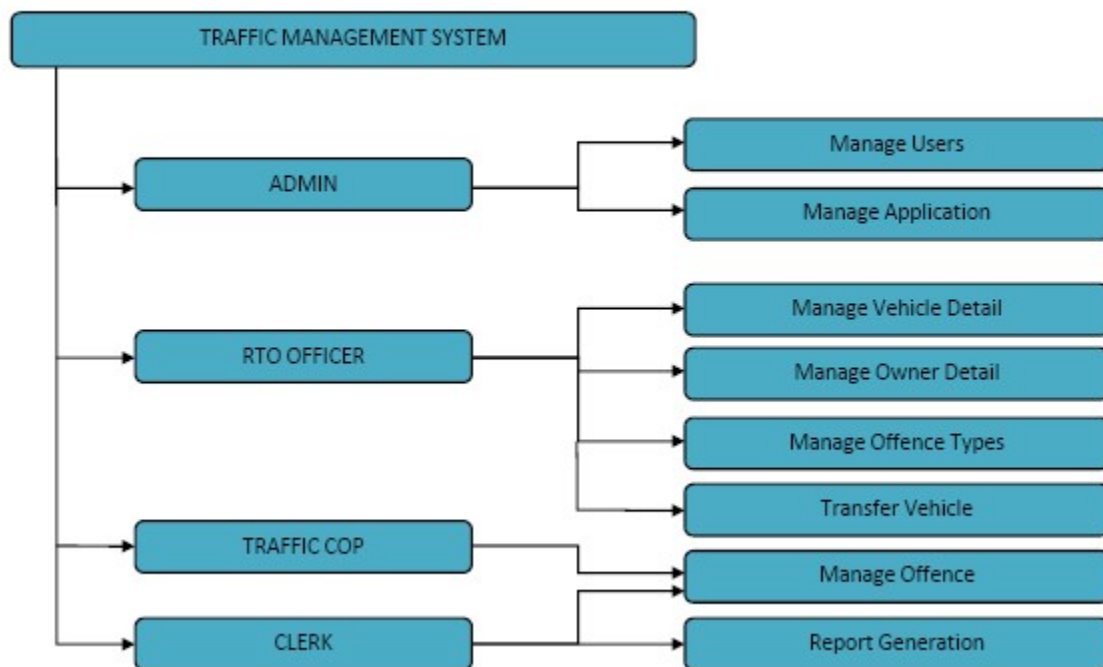 TRAFFIC MANAGEMENT SYSTEM
ADMIN
Manage Users
Manage Application
RTO OFFICER
Manage Vehicle Detail
Manage Owner Detail
Manage Offence Types
Transfer Vehicle
TRAFFIC COP
Manage Offence
CLERK
Report Generation